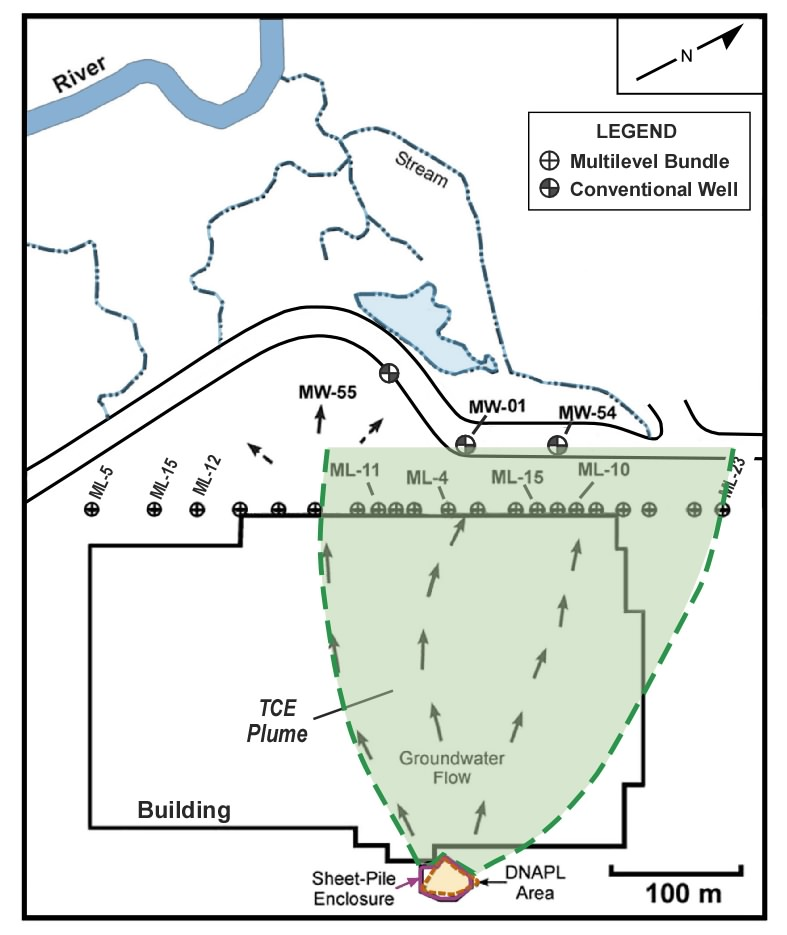 River
N
LEGEND
Multilevel Bundle
Conventional Well
Stream
MW-55
MW-01
MW-54
ML-5
ML-15
ML-12
ML-11
ML-4
ML-15
ML-10
ML-23
TCE
Plume
Groundwater
Flow
Building
Sheet-Pile
Enclosure
DNAPL
Area
100 m